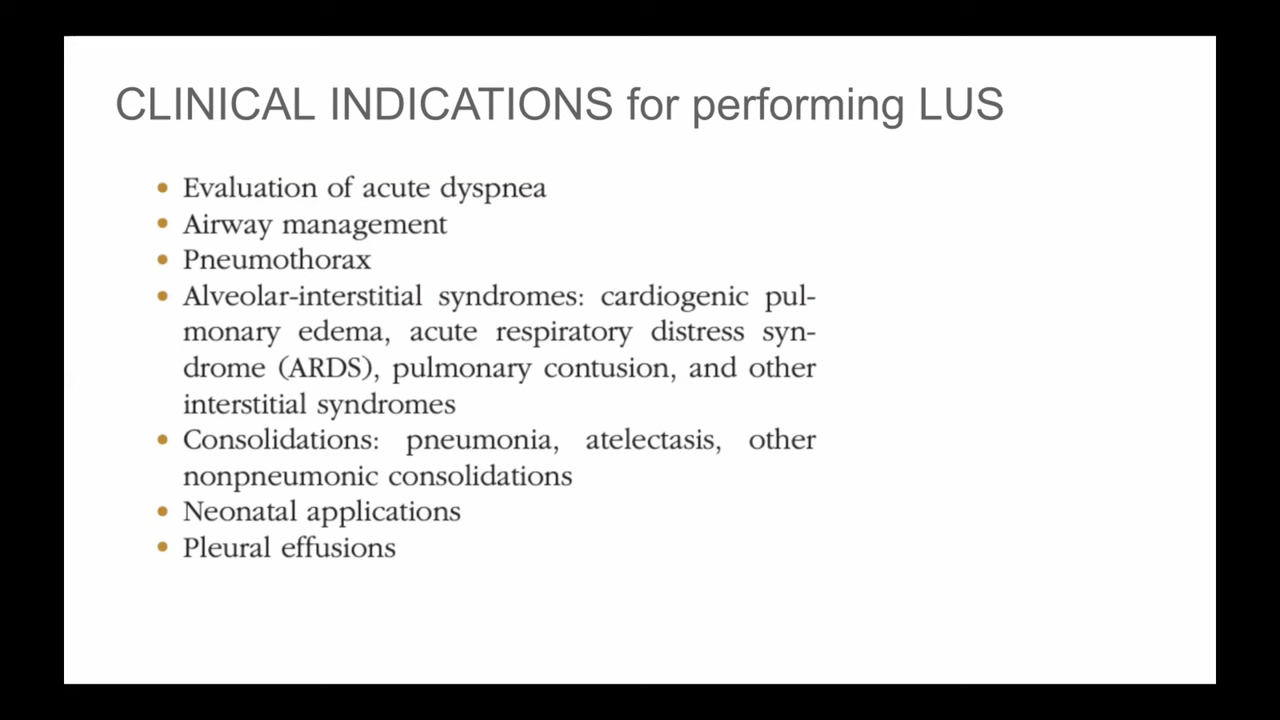 CLINICAL INDICATIONS for performing LUS
• Evaluation of acute dyspnea
• Airway management
• Pneumothorax
• Alveolar-interstitial syndromes: cardiogenic pul-
monary edema, acute respiratory distress syn-
drome (ARDS), pulmonary contusion, and other
interstitial syndromes
• Consolidations: pneumonia, atelectasis, other
nonpneumonic consolidations
• Neonatal applications
• Pleural effusions